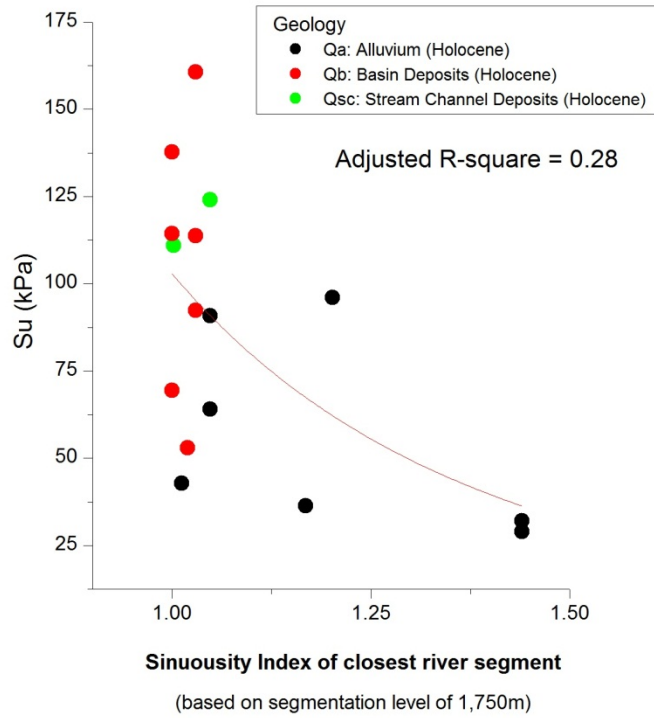 175
150
125
100
75
50
25
Su (kPa)
Geology
Qa: Alluvium (Holocene)
Qb: Basin Deposits (Holocene)
Qsc: Stream Channel Deposits (Holocene)
Adjusted R-square = 0.28
1.00 1.25 1.50
Sinuousity Index of closest river segment
(based on segmentation level of 1,750m)